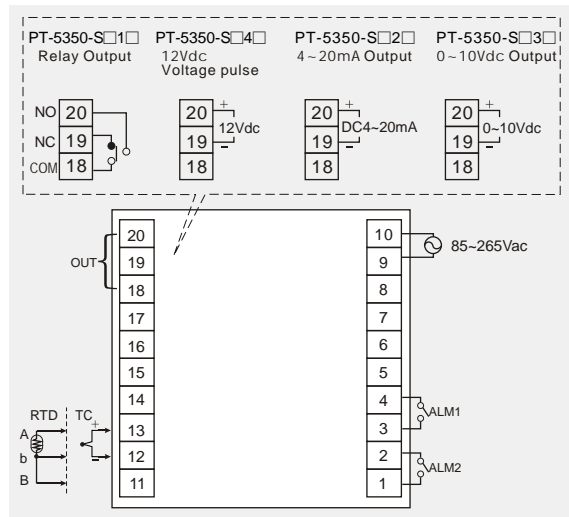 PT-5350-S□1□ PT-5350-S□4□ PT-5350-S□2□ PT-5350-S□3□
Relay Output 12Vdc 4~20mA Output 0~10Vdc Output
Voltage pulse
NO 20 20 + 20 + 20 +
12Vdc DC4~20mA 0~10Vdc
NC 19 19 - 19 - 19 -
COM 18 18 18 18
20 10
85~265Vac
OUT 19 9
18 8
17 7
16 6
15 5
14 4
RTD TC ALM1
A + 13 3
b - 12 2
ALM2
B 11 1